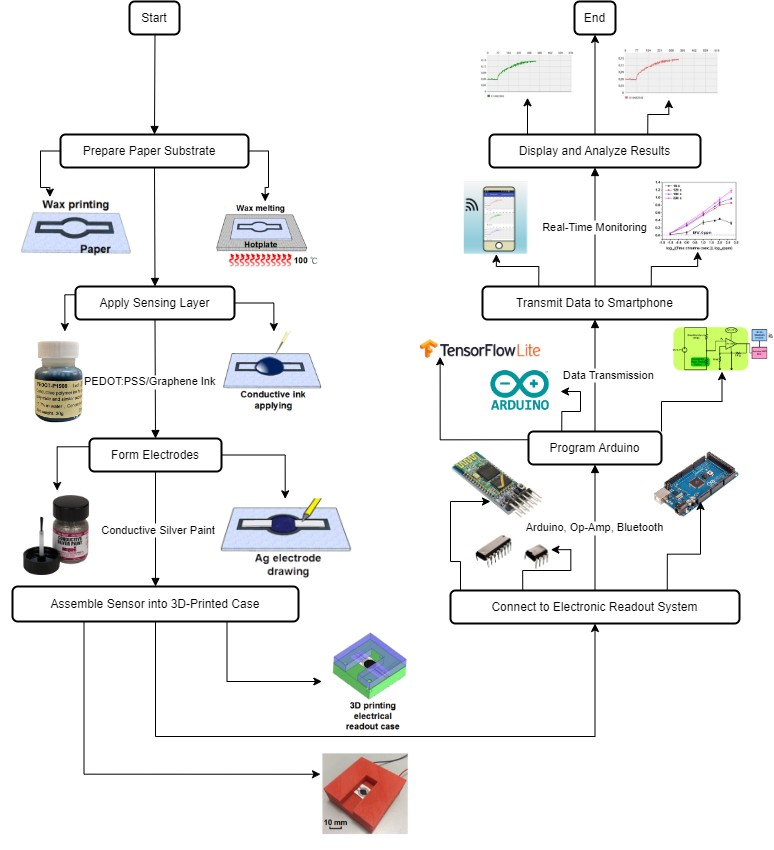 Start
Prepare Paper Substrate
Wax printing
Paper
Wax melting
Hotplate
100 ℃
Apply Sensing Layer
PEDOT:PSS/Graphene Ink
Conductive ink
applying
Form Electrodes
Conductive Silver Paint
CONDUCTIVE
SILVER PAINT
Ag electrode
drawing
Assemble Sensor into 3D-Printed Case
3D printing
electrical
readout case
10 mm
End
Display and Analyze Results
Real-Time Monitoring
Transmit Data to Smartphone
TensorFlowLite
Data Transmission
ARDUINO
Program Arduino
Arduino, Op-Amp, Bluetooth
Connect to Electronic Readout System